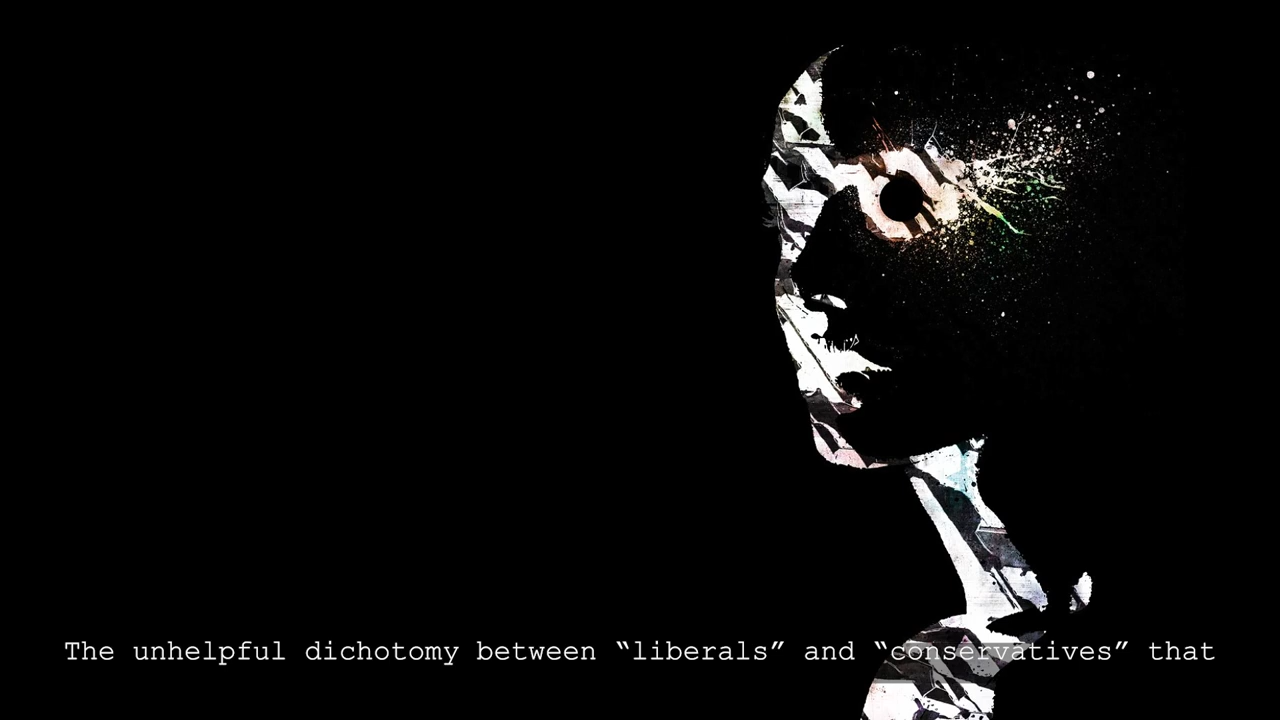 The unhelpful dichotomy between “liberals” and “conservatives” that